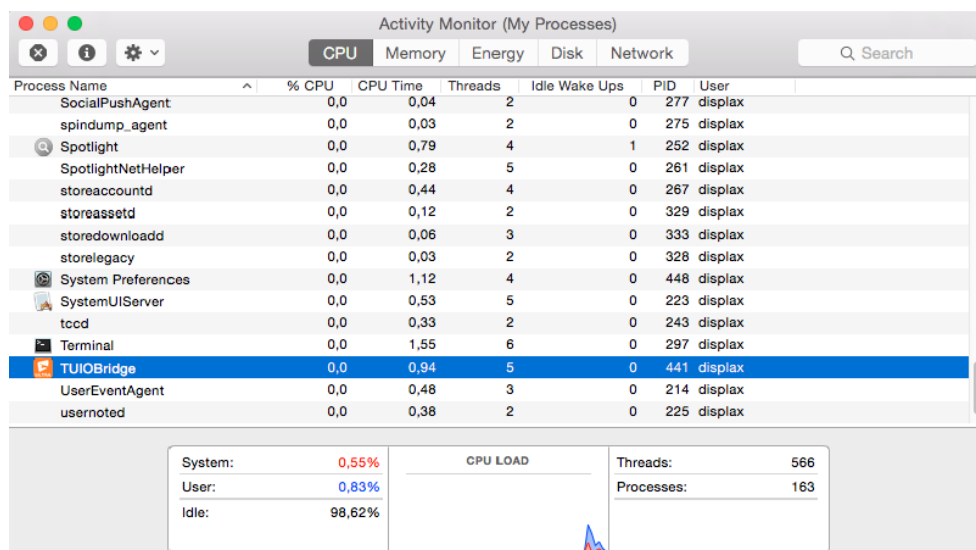 Activity Monitor (My Processes)
CPU Memory Energy Disk Network Search
Process Name % CPU CPU Time Threads Idle Wake Ups PID User
SocialPushAgent 0,0 0,04 2 0 277 displax
spindump_agent 0,0 0,03 2 0 275 displax
Spotlight 0,0 0,79 4 1 252 displax
SpotlightNetHelper 0,0 0,28 5 0 261 displax
storeaccountd 0,0 0,44 4 0 267 displax
storeassetd 0,0 0,12 2 0 329 displax
storedownloadd 0,0 0,06 3 0 333 displax
storelegacy 0,0 0,03 2 0 328 displax
System Preferences 0,0 1,12 4 0 448 displax
SystemUIServer 0,0 0,53 5 0 223 displax
tccd 0,0 0,33 2 0 243 displax
Terminal 0,0 1,55 6 0 297 displax
TUIOBridge 0,0 0,94 5 0 441 displax
UserEventAgent 0,0 0,48 3 0 214 displax
usernoted 0,0 0,38 2 0 225 displax
System: 0,55% CPU LOAD Threads: 566
User: 0,83% Processes: 163
Idle: 98,62%